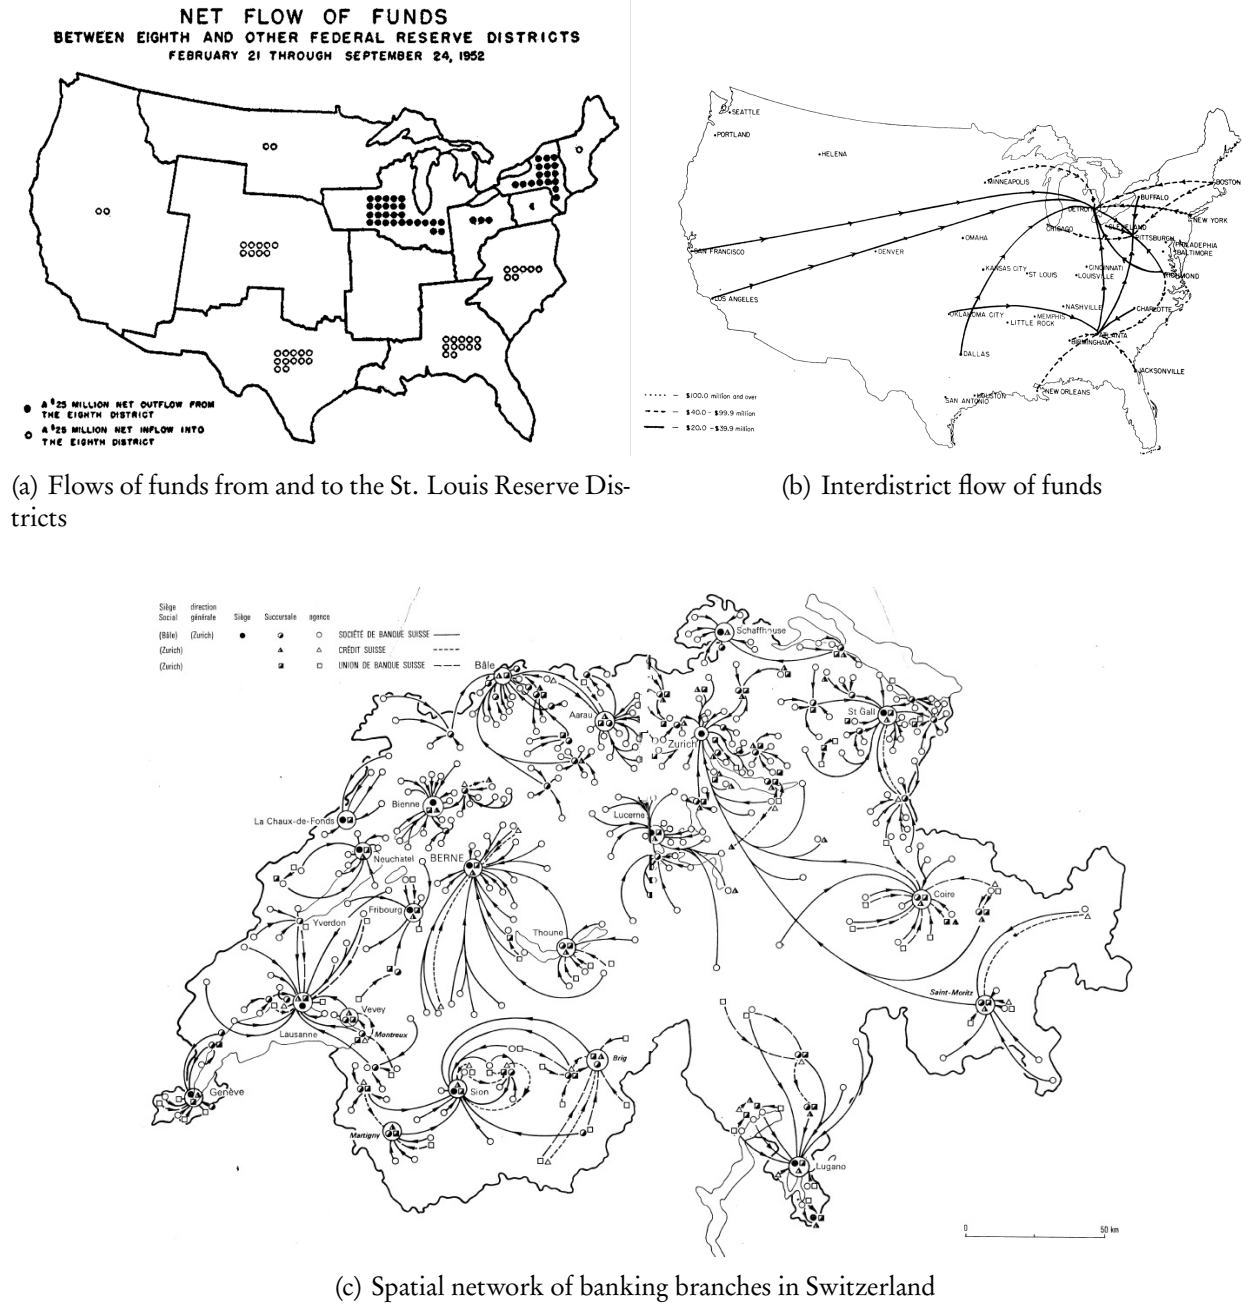 NET FLOW OF FUNDS
BETWEEN EIGHTH AND OTHER FEDERAL RESERVE DISTRICTS
FEBRUARY 21 THROUGH SEPTEMBER 24, 1952
A $25 MILLION NET OUTFLOW FROM
THE EIGHTH DISTRICT
A $25 MILLION NET INFLOW INTO
THE EIGHTH DISTRICT
(a) Flows of funds from and to the St. Louis Reserve Dis-
tricts
SEATTLE
PORTLAND
HELENA
MINNEAPOLIS
BOSTON
BUFFALO
DETROIT
NEW YORK
CHICAGO
CLEVELAND
PITTSBURGH
OMAHA
PHILADELPHIA
BALTIMORE
SAN FRANCISCO
DENVER
KANSAS CITY
ST LOUIS
CINCINNATI
LOUISVILLE
RICHMOND
LOS ANGELES
NASHVILLE
CHARLOTTE
OKLAHOMA CITY
MEMPHIS
LITTLE ROCK
ATLANTA
BIRMINGHAM
DALLAS
JACKSONVILLE
NEW ORLEANS
HOUSTON
SAN ANTONIO
— $100.0 million and over
— $40.0 – $99.9 million
— $20.0 – $39.9 million
(b) Interdistrict flow of funds
Siège direction
Social générale Siège Succursale agence
(Bâle) (Zurich) SOCIÉTÉ DE BANQUE SUISSE
(Zurich) CRÉDIT SUISSE
(Zurich) UNION DE BANQUE SUISSE
Schaffhouse
Bâle
Aarau
St Gall
Zurich
Bienne
La Chaux-de-Fonds
Lucerne
Neuchatel
BERNE
Coire
Fribourg
Yverdon
Thoune
Saint-Moritz
Vevey
Lausanne
Montreux
Brig
Genève
Sion
Martigny
Lugano
0 50 km
(c) Spatial network of banking branches in Switzerland